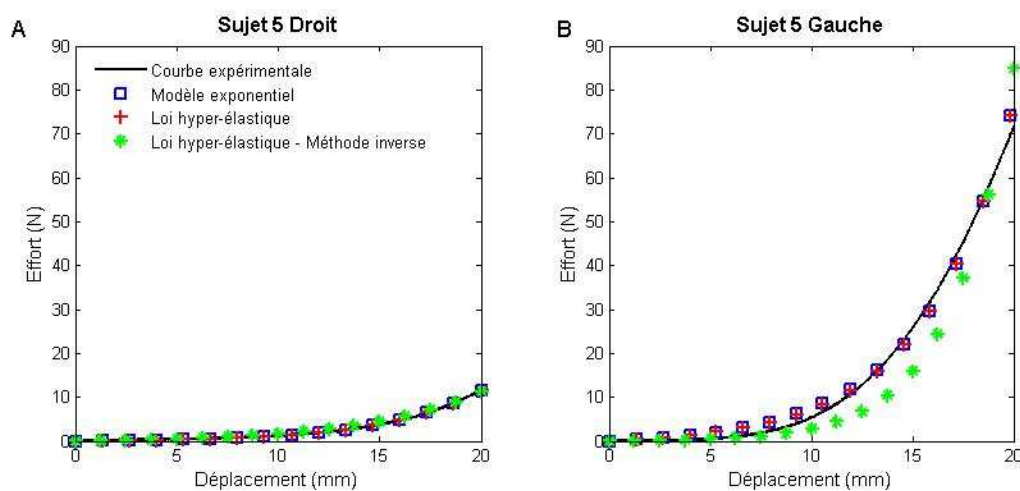 A
Sujet 5 Droit
90
80
70
60
50
40
30
20
10
0
Effort (N)
Courbe expérimentale
Modèle exponentiel
Loi hyper-élastique
Loi hyper-élastique - Méthode inverse
0 5 10 15 20
Déplacement (mm)
B
Sujet 5 Gauche
90
80
70
60
50
40
30
20
10
0
Effort (N)
0 5 10 15 20
Déplacement (mm)